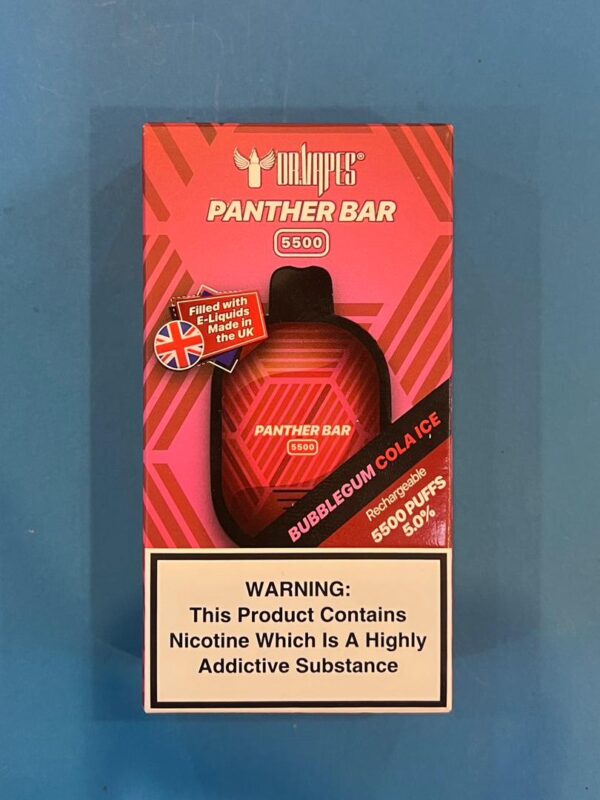 DR.VAPES®
PANTHER BAR
5500
Filled with
E-Liquids
Made in
the UK
PANTHER BAR
5500
BUBBLEGUM COLA ICE
Rechargeable
5500 PUFFS
5.0%
WARNING:
This Product Contains
Nicotine Which Is A Highly
Addictive Substance